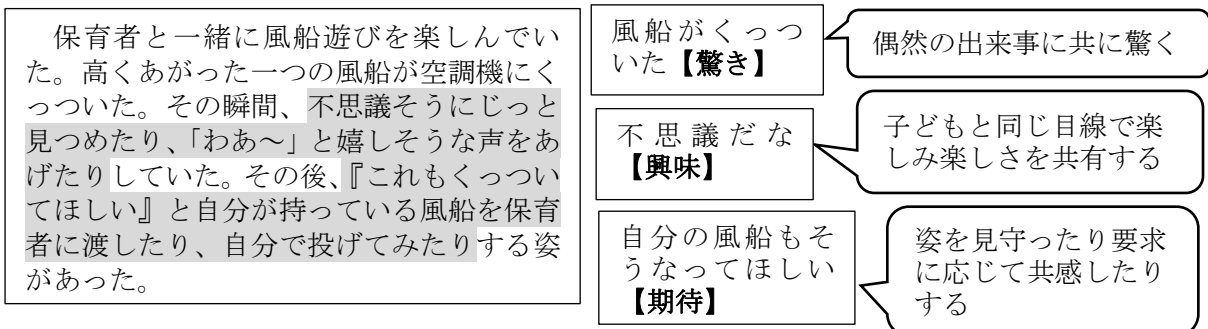 保育者と一緒に風船遊びを楽しんでい
た。高くあがった一つの風船が空調機にく
っついた。その瞬間、不思議そうにじっと
見つめたり、「わあ～」と嬉しそうな声をあ
げたりしていた。その後、『これもくっつい
てほしい』と自分が持っている風船を保育
者に渡したり、自分で投げてみたりする姿
があった。
風船がくっつ
いた【驚き】
偶然の出来事に共に驚く
不思議だな
【興味】
子どもと同じ目線で楽
しみ楽しさを共有する
自分の風船もそ
うなってほしい
【期待】
姿を見守ったり要求
に応じて共感したり
する